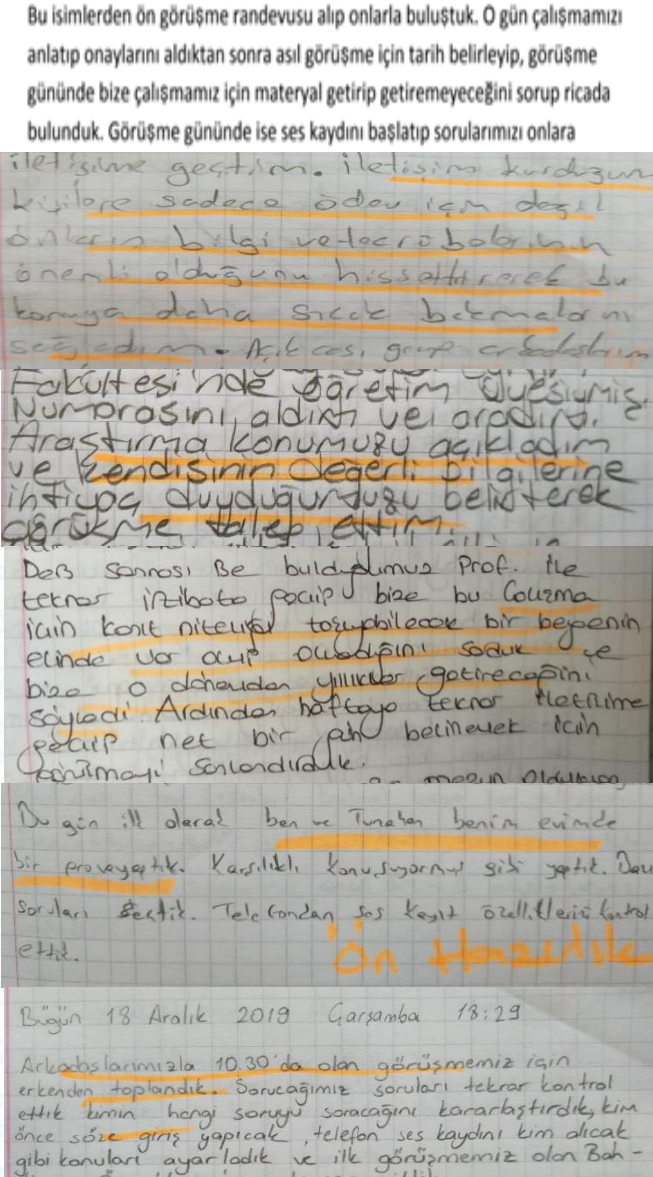 Bu isimlerden ön görüşme randevusu alıp onlarla buluştuk. O gün çalışmamızı
anlatıp onaylarını aldıktan sonra asıl görüşme için tarih belirleyip, görüşme
gününde bize çalışmamız için materyal getirip getiremeyeceğini sorup ricada
bulunduk. Görüşme gününde ise ses kaydını başlatıp sorularımızı onlara
iletişime geçtim. İletişim kurduğum
kişilere sadece ödev için değil
onların bilgi ve tecrübelerinin
önemli olduğunu hissettirerek bu
konuya daha sıcak bakmalarını
sağladım. Açıkcası, grup arkadaşlarım
Fakültesi'nde öğretim üyesiymiş.
Numarasını aldım ve aradım.
Araştırma konumuzu açıkladım
ve kendisinin değerli bilgilerine
ihtiyaç duyduğumuzu belirterek
görüşme talep ettim.
Ders sonrası Be bulduğumuz Prof. ile
tekrar irtibata geçip bize bu Çalışma
için kanıt niteliği taşıyabilecek bir belgenin
elinde var olup olmadığını sorduk ve
bize o dönemden yıllıklar getireceğini
söyledi. Ardından haftaya tekrar iletişime
geçip net bir gün belirlemek için
görüşmeyi sonlandırdık.
Bu gün ilk olarak ben ve Tunahan benim evimde
bir prova yaptık. Karşılıklı konuşuyormuş gibi yaptık.
soruları seçtik. Telefondan ses kayıt özelliklerini kontrol
ettik.
Ön Hazırlık
Bugün 18 Aralık 2019 Çarşamba 18:29
Arkadaşlarımızla 10.30'da olan görüşmemiz için
erkenden toplandık. Sorucağımız soruları tekrar kontrol
ettik kimin hangi soruyu soracağını kararlaştırdık, kim
önce söze giriş yapıcak, telefon ses kaydını kim alıcak
gibi konuları ayarladık ve ilk görüşmemiz olan Bah-